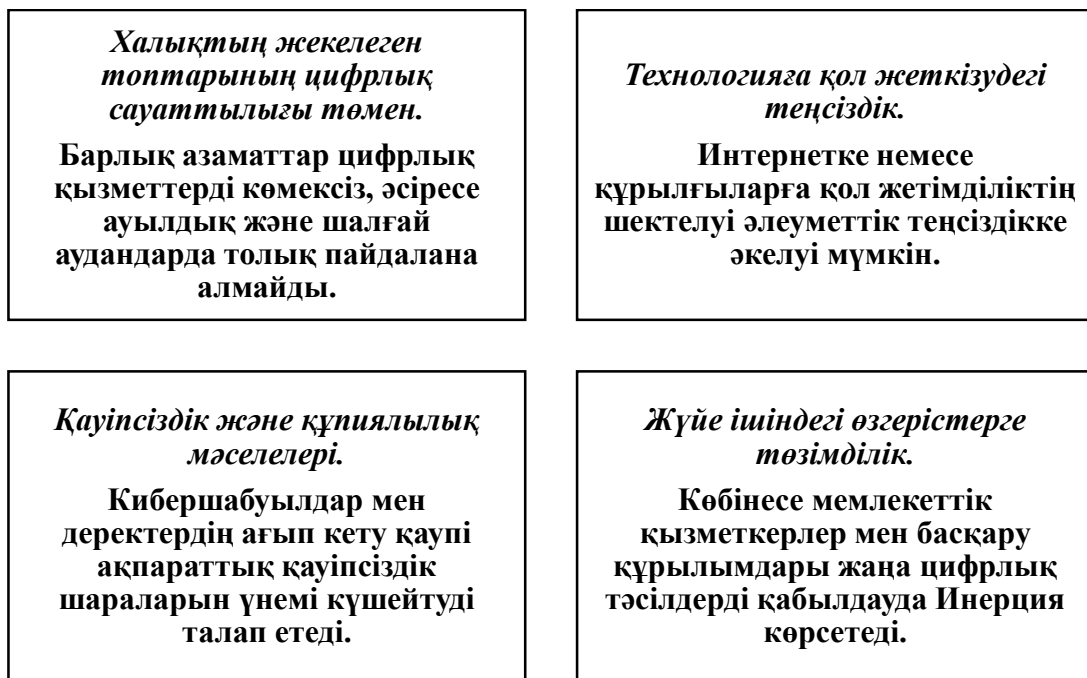 Халықтың жекелеген
топтарының цифрлық
сауаттылығы төмен.
Барлық азаматтар цифрлық
қызметтерді көмексіз, әсіресе
ауылдық және шалғай
аудандарда толық пайдалана
алмайды.
Технологияға қол жеткізудегі
теңсіздік.
Интернетке немесе
құрылғыларға қол жетімділіктің
шектелуі әлеуметтік теңсіздікке
әкелуі мүмкін.
Қауіпсіздік және құпиялылық
мәселелері.
Кибершабуылдар мен
деректердің ағып кету қаупі
ақпараттық қауіпсіздік
шараларын үнемі күшейтуді
талап етеді.
Жүйе ішіндегі өзгерістерге
төзімділік.
Көбінесе мемлекеттік
қызметкерлер мен басқару
құрылымдары жаңа цифрлық
тәсілдерді қабылдауда Инерция
көрсетеді.